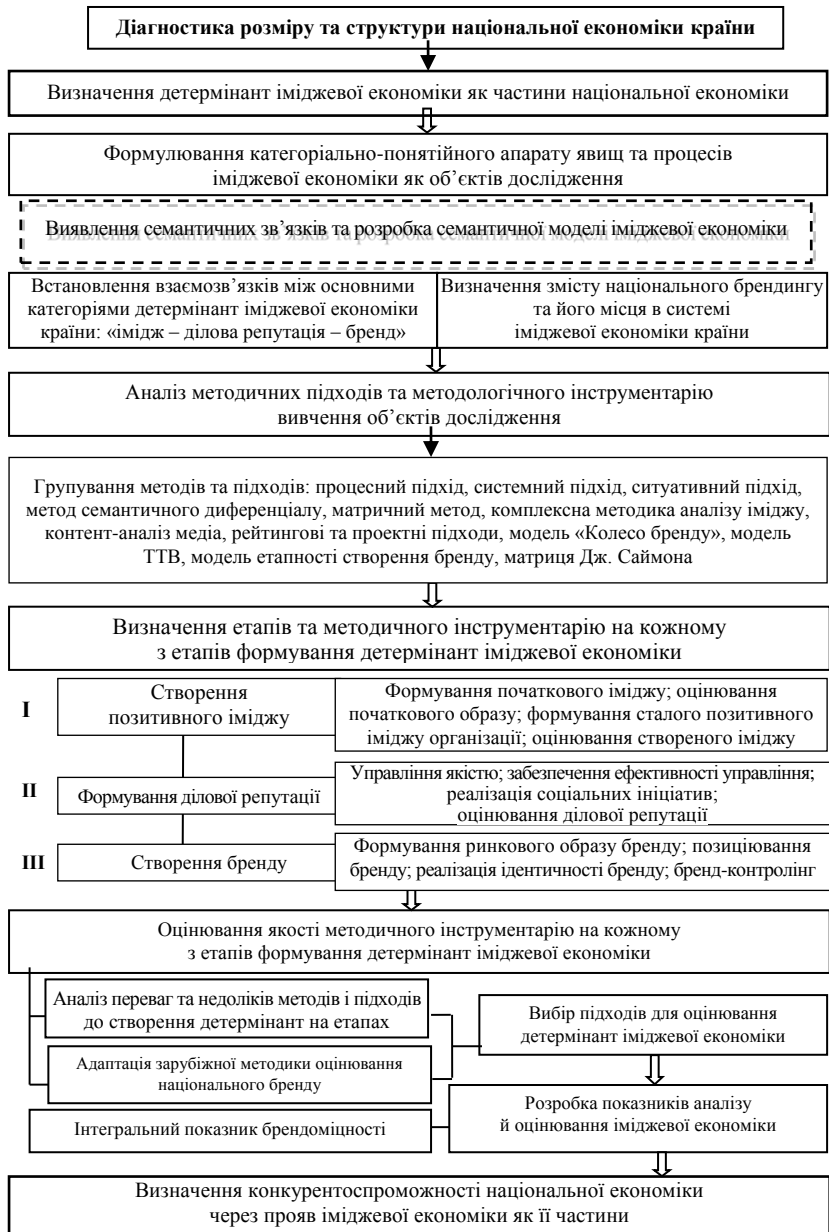 Діагностика розміру та структури національної економіки країни
Визначення детермінант іміджевої економіки як частини національної економіки
Формулювання категоріально-понятійного апарату явищ та процесів
іміджевої економіки як об’єктів дослідження
Виявлення семантичних зв’язків та розробка семантичної моделі іміджевої економіки
Встановлення взаємозв’язків між основними
категоріями детермінант іміджевої економіки
країни: «імідж – ділова репутація – бренд»
Визначення змісту національного брендингу
та його місця в системі
іміджевої економіки країни
Аналіз методичних підходів та методологічного інструментарію
вивчення об’єктів дослідження
Групування методів та підходів: процесний підхід, системний підхід, ситуативний підхід,
метод семантичного диференціалу, матричний метод, комплексна методика аналізу іміджу,
контент-аналіз медіа, рейтингові та проектні підходи, модель «Колесо бренду», модель
ТТВ, модель етапності створення бренду, матриця Дж. Саймона
Визначення етапів та методичного інструментарію на кожному
з етапів формування детермінант іміджевої економіки
I
Створення
позитивного іміджу
Формування початкового іміджу; оцінювання
початкового образу; формування сталого позитивного
іміджу організації; оцінювання створеного іміджу
II
Формування ділової репутації
Управління якістю; забезпечення ефективності управління;
реалізація соціальних ініціатив;
оцінювання ділової репутації
III
Створення бренду
Формування ринкового образу бренду; позиціювання
бренду; реалізація ідентичності бренду; бренд-контролінг
Оцінювання якості методичного інструментарію на кожному
з етапів формування детермінант іміджевої економіки
Аналіз переваг та недоліків методів і підходів
до створення детермінант на етапах
Вибір підходів для оцінювання
детермінант іміджевої економіки
Адаптація зарубіжної методики оцінювання
національного бренду
Розробка показників аналізу
й оцінювання іміджевої економіки
Інтегральний показник брендоміцності
Визначення конкурентоспроможності національної економіки
через прояв іміджевої економіки як її частини